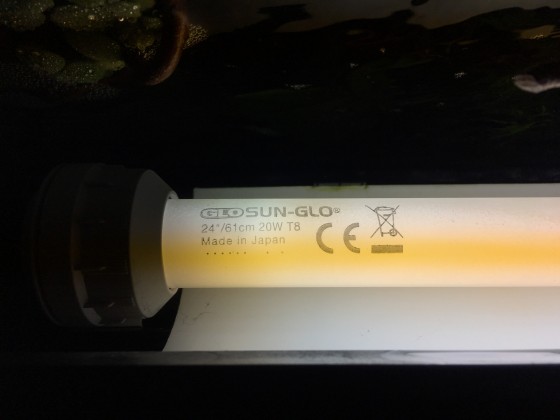 GLO SUN-GLO®
24"/61cm 20W T8
Made in Japan
CE